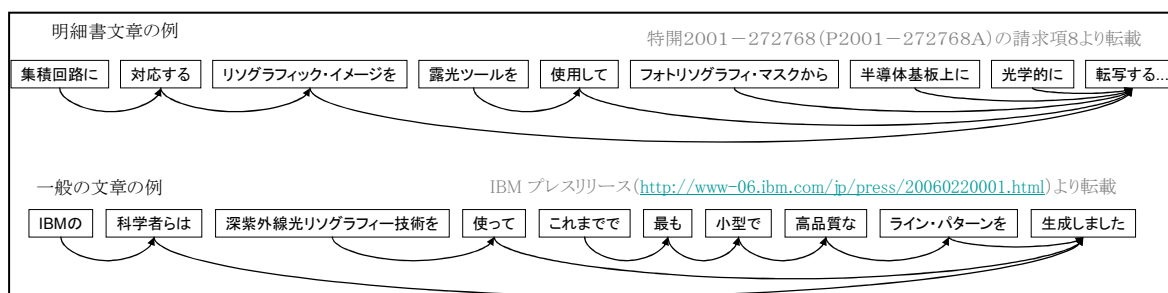 明細書文章の例
特開2001－272768(P2001－272768A)の請求項8より転載
集積回路に 対応する リソグラフィック・イメージを 露光ツールを 使用して フォトリソグラフィ・マスクから 半導体基板上に 光学的に 転写する...
一般の文章の例
IBM プレスリリース(http://www-06.ibm.com/jp/press/20060220001.html)より転載
IBMの 科学者らは 深紫外線光リソグラフィー技術を 使って これまでで 最も 小型で 高品質な ライン・パターンを 生成しました